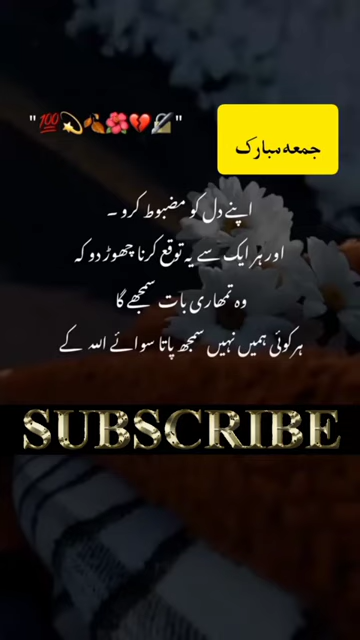 "💯💫🍂🌺💔🔏"
جمعہ مبارک
اپنے دل کو مضبوط کرو ۔
اور ہر ایک سے یہ توقع کرنا چھوڑ دو کہ
وہ تمھاری بات سمجھے گا
ہر کوئی ہمیں نہیں سمجھ پاتا سوائے اللہ کے
SUBSCRIBE